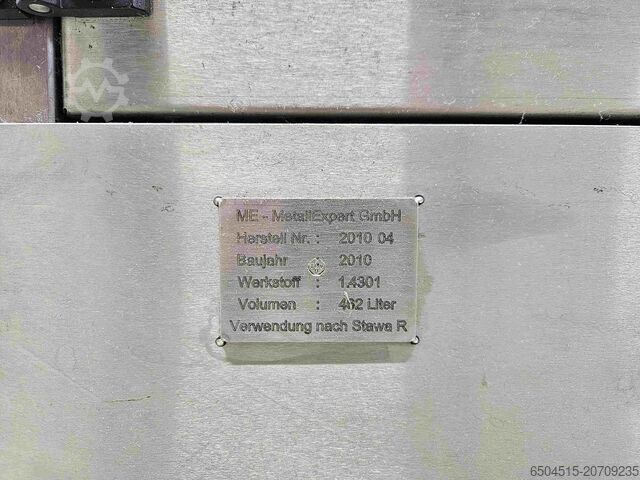 ME - MetallExpert GmbH
Herstell Nr. : 2010 04
Baujahr : 2010
Werkstoff : 1.4301
Volumen : 462 Liter
Verwendung nach Stawa R
6504515-20709235